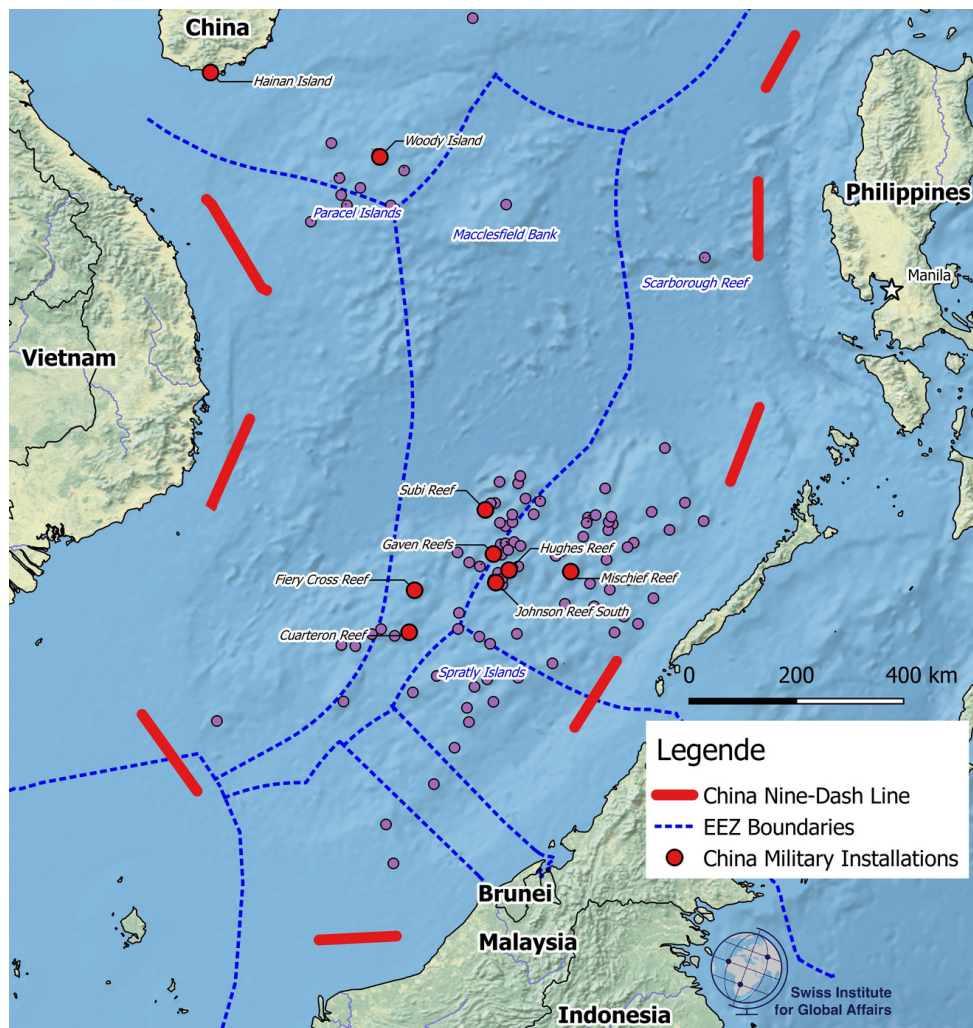 China
Hainan Island
Woody Island
Paracel Islands
Macclesfield Bank
Philippines
Scarborough Reef
Manila
Vietnam
Subi Reef
Gaven Reefs
Hughes Reef
Fiery Cross Reef
Mischief Reef
Johnson Reef South
Cuarteron Reef
Spratly Islands
0 200 400 km
Legende
China Nine-Dash Line
EEZ Boundaries
China Military Installations
Brunei
Malaysia
Indonesia
Swiss Institute
for Global Affairs